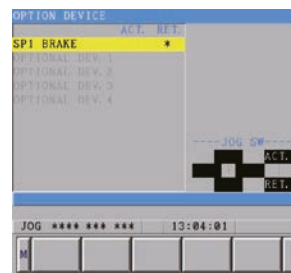 OPTION DEVICE
ACT. RET.
SP1 BRAKE *
OPTIONAL DEV. 1
OPTIONAL DEV. 2
OPTIONAL DEV. 3
OPTIONAL DEV. 4
----JOG SW----
ACT.
RET.
JOG **** *** *** 13:04:01
M